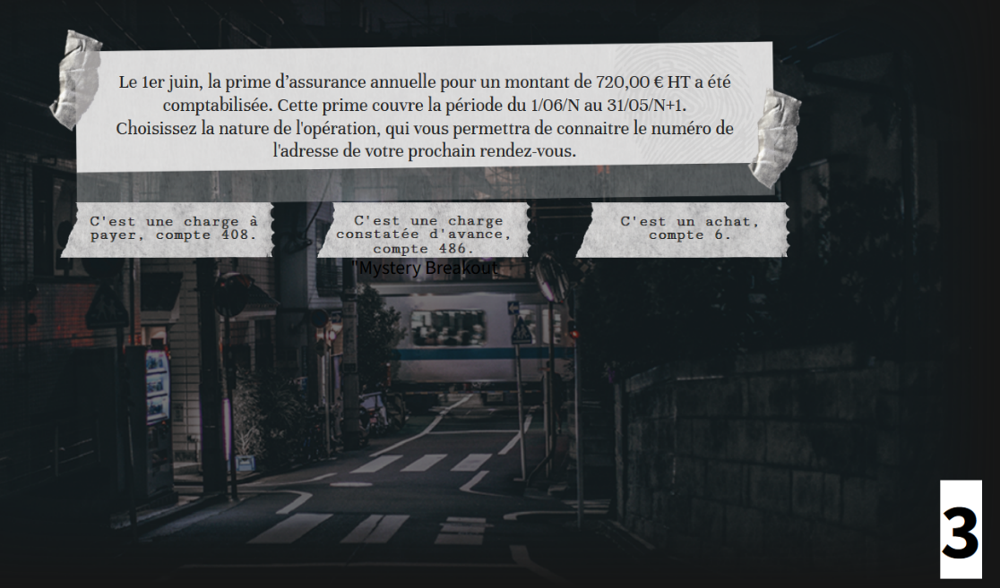 Le 1er juin, la prime d’assurance annuelle pour un montant de 720,00 € HT a été
comptabilisée. Cette prime couvre la période du 1/06/N au 31/05/N+1.
Choisissez la nature de l'opération, qui vous permettra de connaitre le numéro de
l'adresse de votre prochain rendez-vous.
C'est une charge à
payer, compte 408.
C'est une charge
constatée d'avance,
compte 486.
C'est un achat,
compte 6.
"Mystery Breakout
3